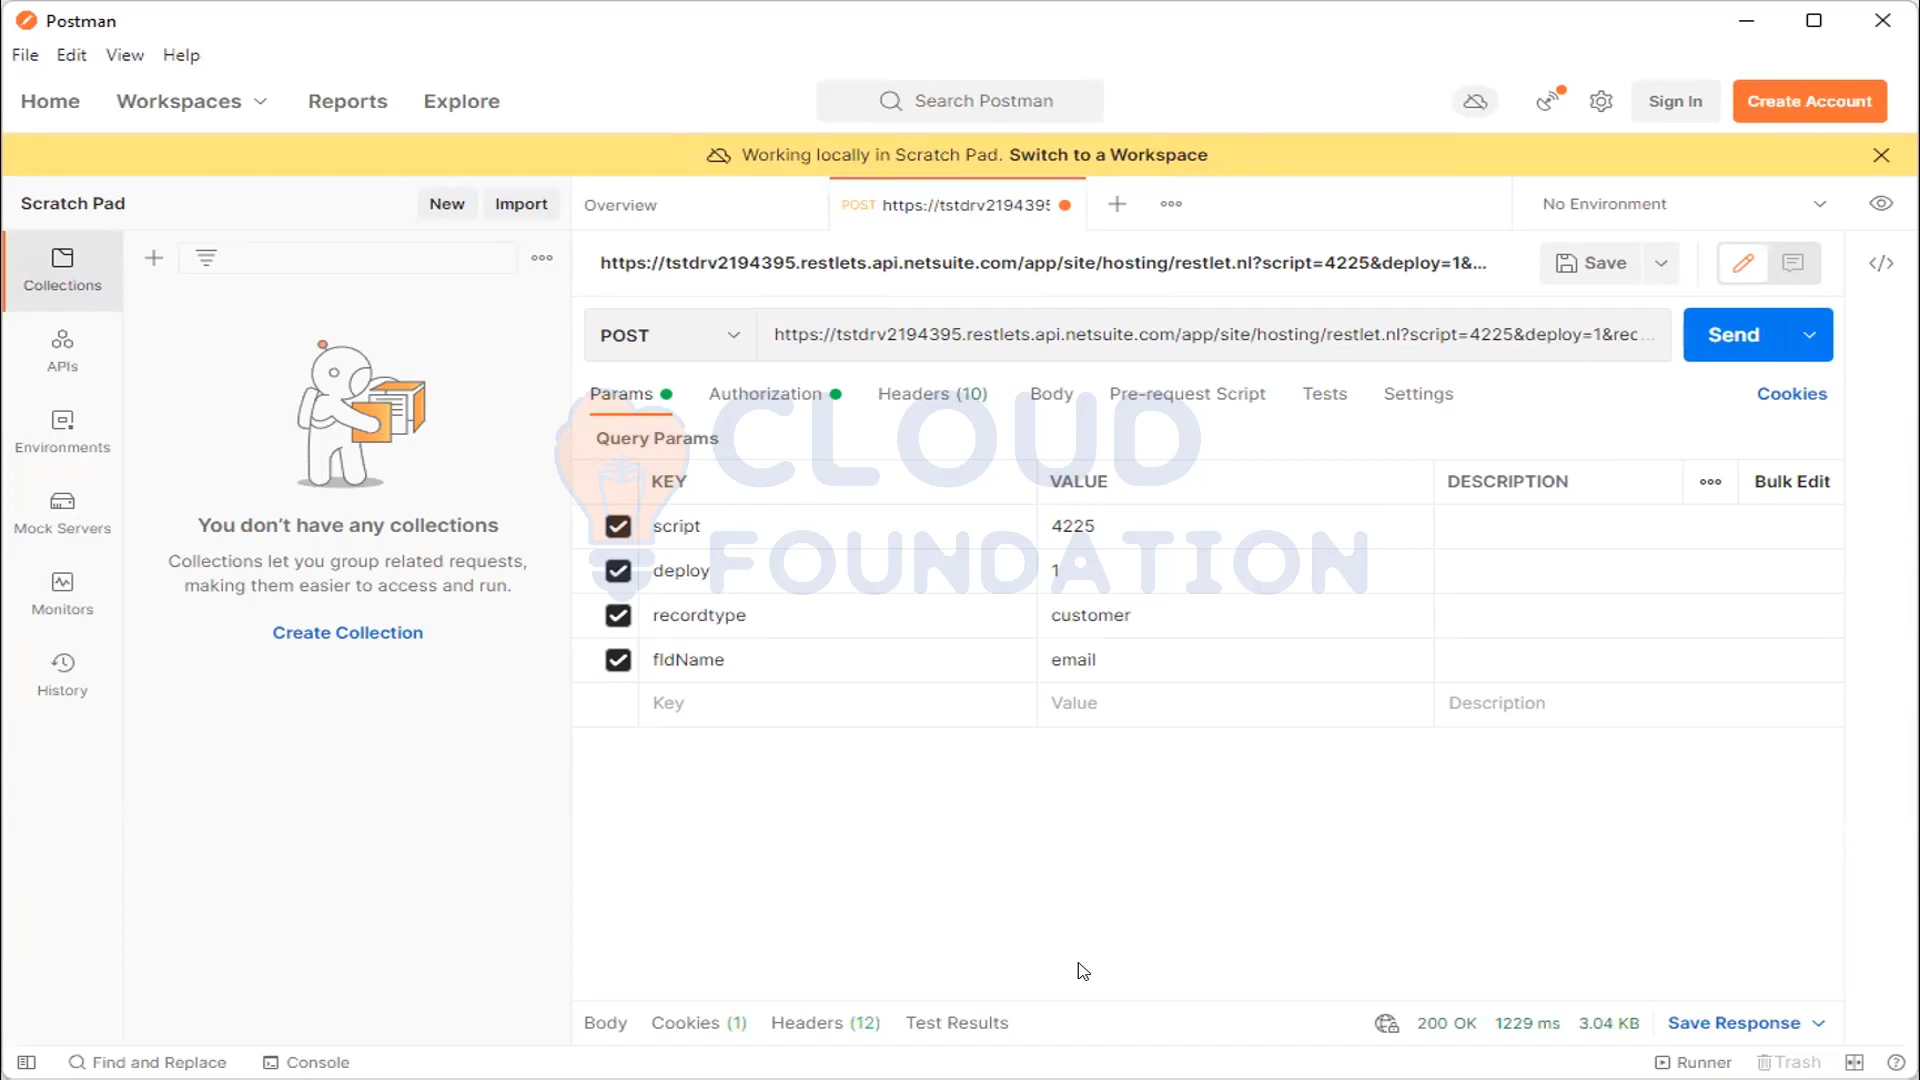 Postman
File Edit View Help
Home Workspaces Reports Explore
Search Postman
Sign In
Create Account
Working locally in Scratch Pad. Switch to a Workspace
Scratch Pad
New
Import
Overview
POST https://tstdrv2194395
No Environment
Collections
APIs
Environments
Mock Servers
Monitors
History
You don't have any collections
Collections let you group related requests,
making them easier to access and run.
Create Collection
https://tstdrv2194395.restlets.api.netsuite.com/app/site/hosting/restlet.nl?script=4225&deploy=1&...
Save
POST
https://tstdrv2194395.restlets.api.netsuite.com/app/site/hosting/restlet.nl?script=4225&deploy=1&rec...
Send
Params Authorization Headers (10) Body Pre-request Script Tests Settings
Cookies
Query Params
KEY VALUE DESCRIPTION Bulk Edit
script 4225
deploy 1
recordtype customer
fldName email
Key Value Description
CLOUD
FOUNDATION
Body Cookies (1) Headers (12) Test Results
200 OK 1229 ms 3.04 KB Save Response
Find and Replace Console
Runner Trash